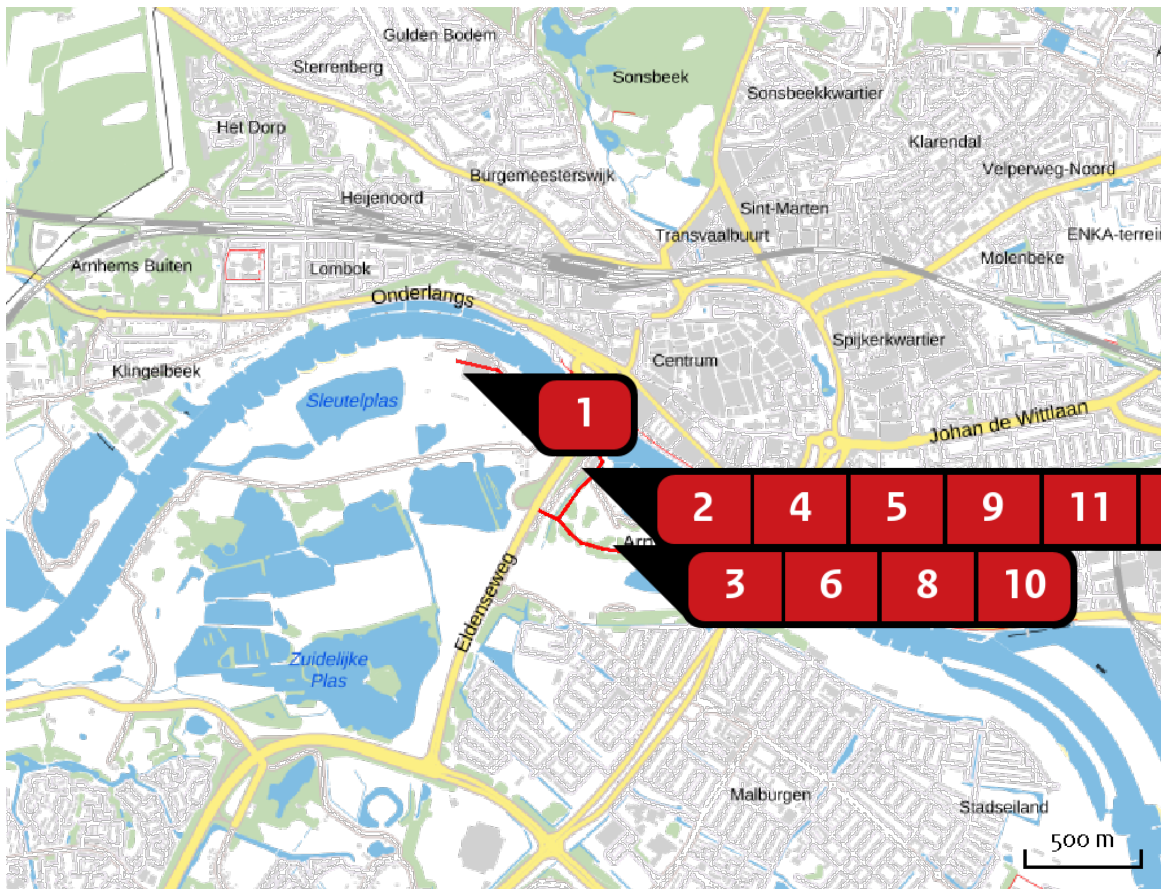 Gulden Bodem
Sterrenberg
Sonsbeek
Sonsbeekkwartier
Het Dorp
Klarendal
Burgemeesterswijk
Velperweg-Noord
Heijenoord
Sint-Marten
Transvaalbuurt
ENKA-terrein
Arnhems Buiten
Lombok
Molenbeke
Onderlangs
Spijkerkwartier
Centrum
Klingelbeek
Sleutelplas
1
Johan de Wittlaan
2 4 5 9 11
Arn
3 6 8 10
Eldenseweg
Zuidelijke
Plas
Malburgen
Stadseiland
500 m